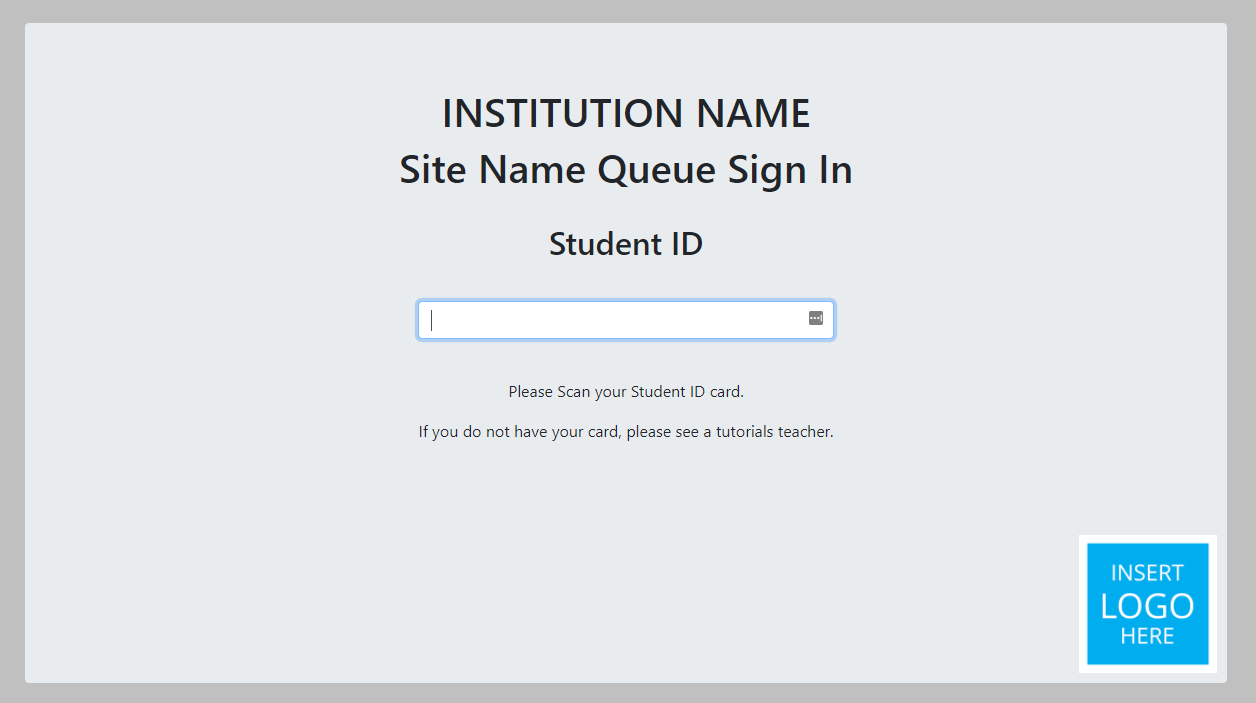 INSTITUTION NAME
Site Name Queue Sign In
Student ID
Please Scan your Student ID card.
If you do not have your card, please see a tutorials teacher.
INSERT
LOGO
HERE